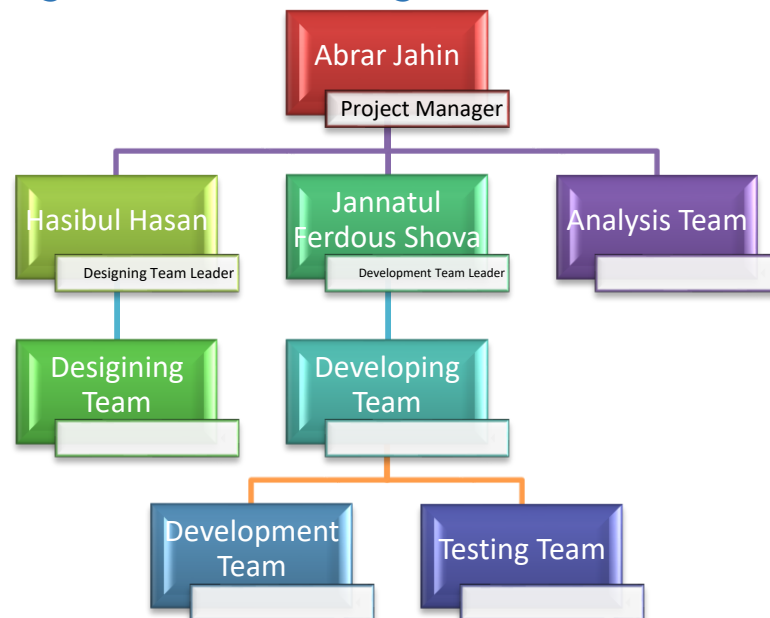 Abrar Jahin
Project Manager
Hasibul Hasan
Designing Team Leader
Jannatul
Ferdous Shova
Development Team Leader
Analysis Team
Desigining
Team
Developing
Team
Development
Team
Testing Team